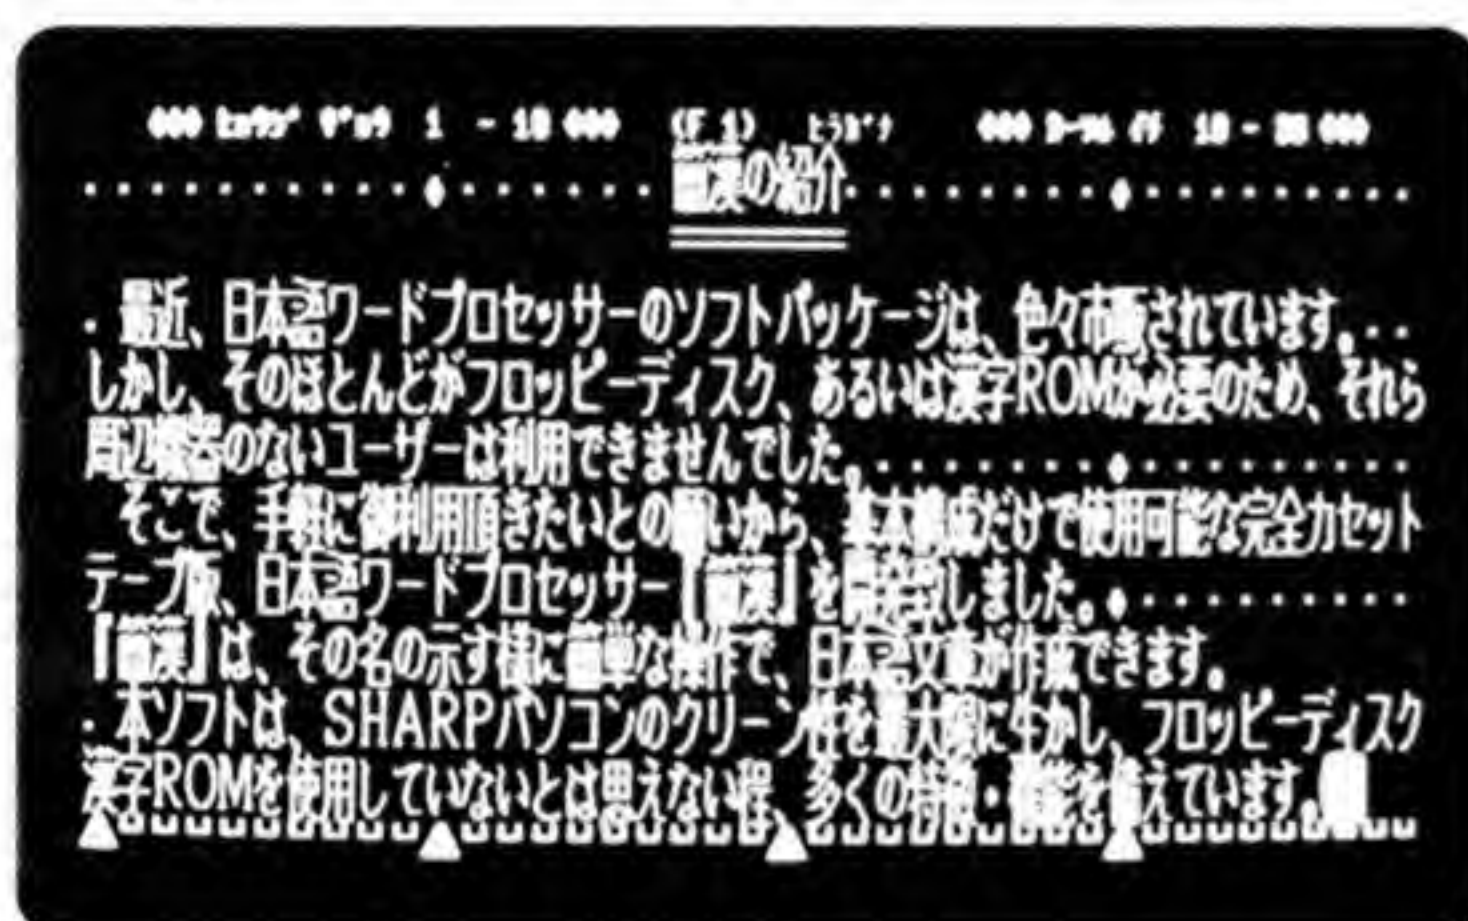 ヒョウジ ギョウ 1 - 10 (F 1) ヒラガナ
簡漢の紹介
最近、日本語ワードプロセッサーのソフトパッケージは、色々市販されています。
しかし、そのほとんどがフロッピーディスク、あるいは漢字ROMが必要のため、それら
周辺機器のないユーザーは利用できませんでした。
そこで、手軽に御利用頂きたいとの願いから、基本構成だけで使用可能な完全カセット
テープ版、日本語ワードプロセッサー『簡漢』を開発致しました。
『簡漢』は、その名の示す様に簡単な操作で、日本語文章が作成できます。
本ソフトは、SHARPパソコンのクリーン性を最大限に生かし、フロッピーディスク
漢字ROMを使用していないとは思えない程、多くの特徴・機能を備えています。